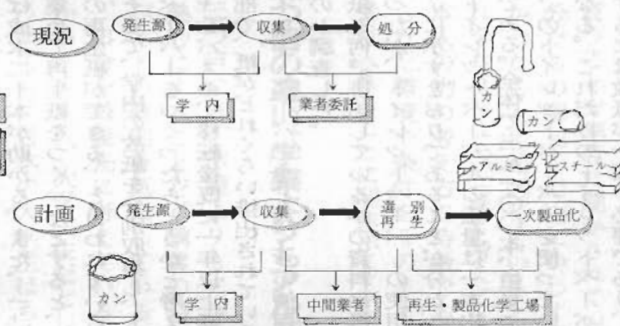 現況
発生源
収集
処分
学内
業者委託
カン
カン
アルミ
スチール
計画
発生源
収集
選別
再生
一次製品化
カン
学内
中間業者
再生・製品化学工場